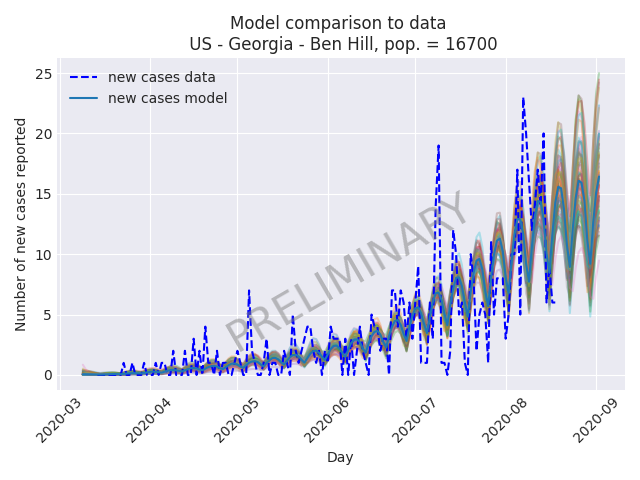 Model comparison to data
US - Georgia - Ben Hill, pop. = 16700
new cases data
new cases model
PRELIMINARY
Number of new cases reported
25
20
15
10
5
0
2020-03
2020-04
2020-05
2020-06
2020-07
2020-08
2020-09
Day